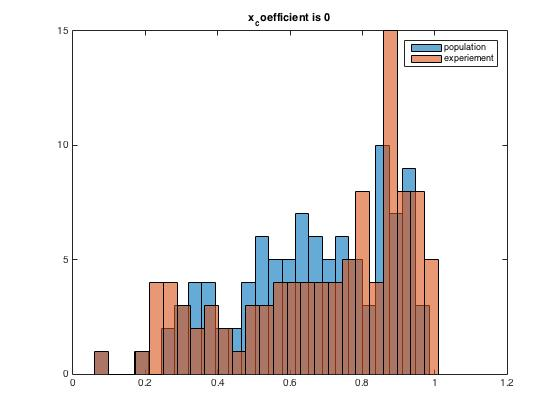 x_coefficient is 0
population
experiement
15
10
5
0
0 0.2 0.4 0.6 0.8 1 1.2